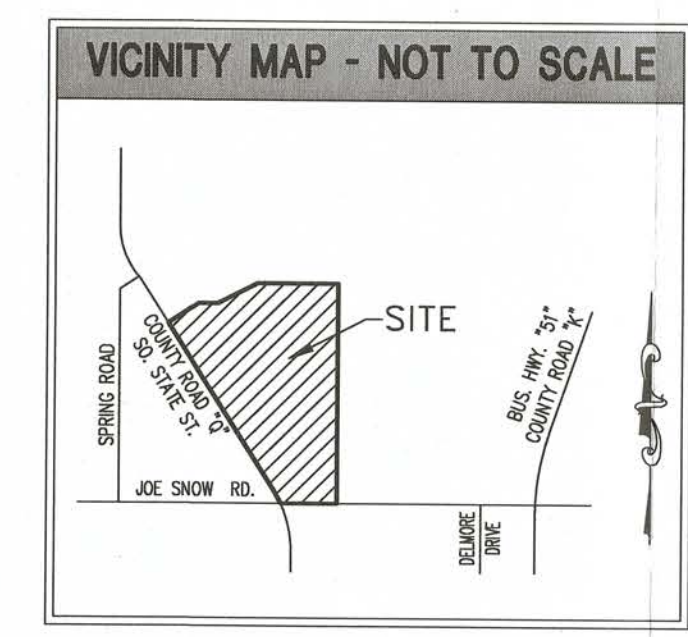 VICINITY MAP - NOT TO SCALE
SITE
COUNTY ROAD "Q"
SO. STATE ST.
SPRING ROAD
BUS. HWY. "51"
COUNTY ROAD "K"
JOE SNOW RD.
DELMORE
DRIVE